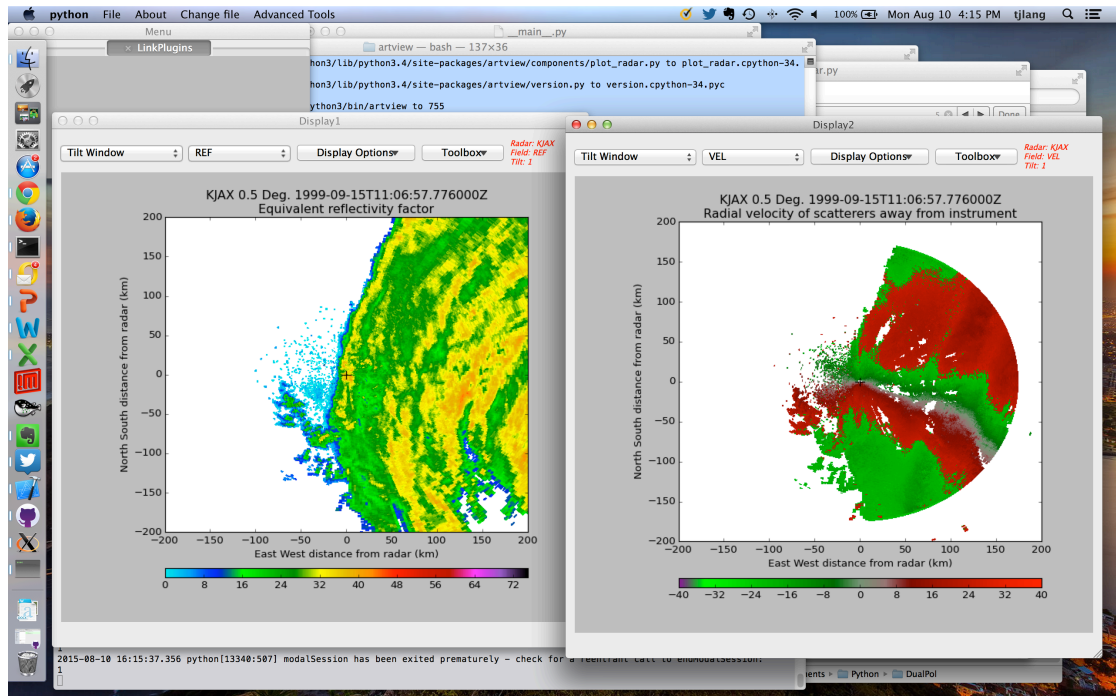 python File About Change file Advanced Tools 100% Mon Aug 10 4:15 PM tjlang
Menu
× LinkPlugins
__main__.py
artview — bash — 137×36
hon3/lib/python3.4/site-packages/artview/components/plot_radar.py to plot_radar.cpython-34.
hon3/lib/python3.4/site-packages/artview/version.py to version.cpython-34.pyc
ython3/bin/artview to 755
ar.py
Done
Display1
Tilt Window REF Display Options Toolbox
Radar: KJAX
Field: REF
Tilt: 1
KJAX 0.5 Deg. 1999-09-15T11:06:57.776000Z
Equivalent reflectivity factor
North South distance from radar (km)
200
150
100
50
0
−50
−100
−150
−200
−200 −150 −100 −50 0 50 100 150 200
East West distance from radar (km)
0 8 16 24 32 40 48 56 64 72
Display2
Tilt Window VEL Display Options Toolbox
Radar: KJAX
Field: VEL
Tilt: 1
KJAX 0.5 Deg. 1999-09-15T11:06:57.776000Z
Radial velocity of scatterers away from instrument
North South distance from radar (km)
200
150
100
50
0
−50
−100
−150
−200
−200 −150 −100 −50 0 50 100 150 200
East West distance from radar (km)
−40 −32 −24 −16 −8 0 8 16 24 32 40
1
2015-08-10 16:15:37.356 python[13340:507] modalSession has been exited prematurely - check for a reentrant call to endModalSession:
1
ments ▸ Python ▸ DualPol